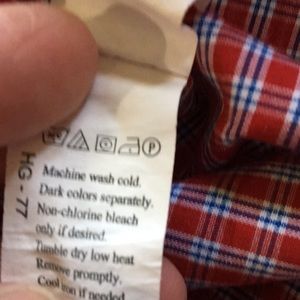 P
HG - 77
Machine wash cold.
Dark colors separately.
Non-chlorine bleach
only if desired.
Tumble dry low heat
Remove promptly.
Cool iron if needed